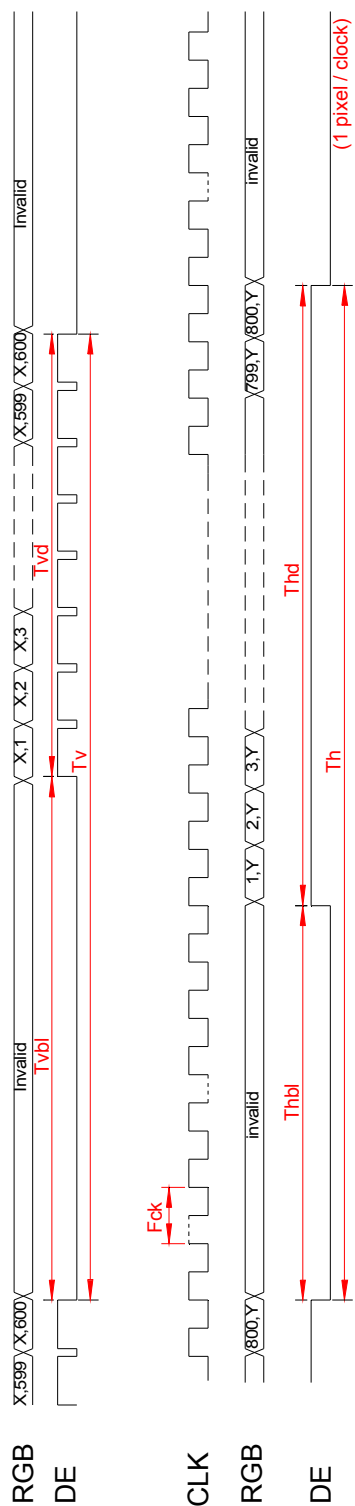 RGB X,599 X,600 Invalid X,1 X,2 X,3 X,599 X,600 Invalid
DE
Tvbl Tvd
Tv
Fck
CLK
RGB 800,Y invalid 1,Y 2,Y 3,Y 799,Y 800,Y invalid
Thbl Thd
DE
Th
(1 pixel / clock)